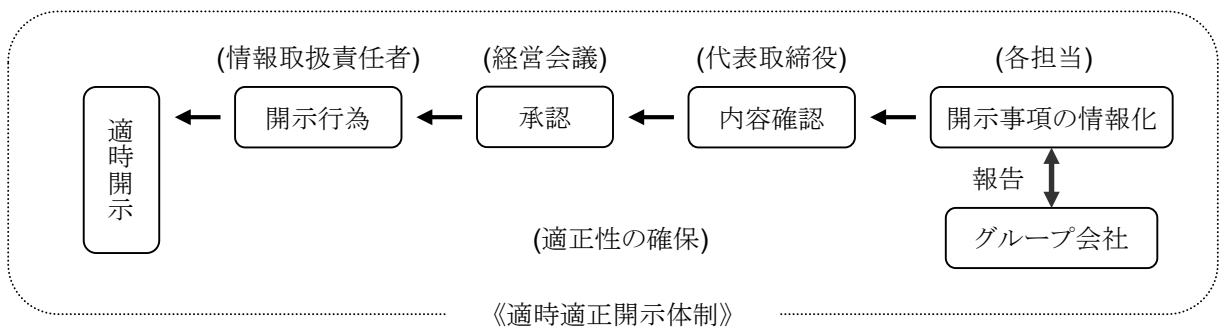 (情報取扱責任者) (経営会議) (代表取締役) (各担当)
適時開示 開示行為 承認 内容確認 開示事項の情報化
報告
(適正性の確保) グループ会社
《適時適正開示体制》